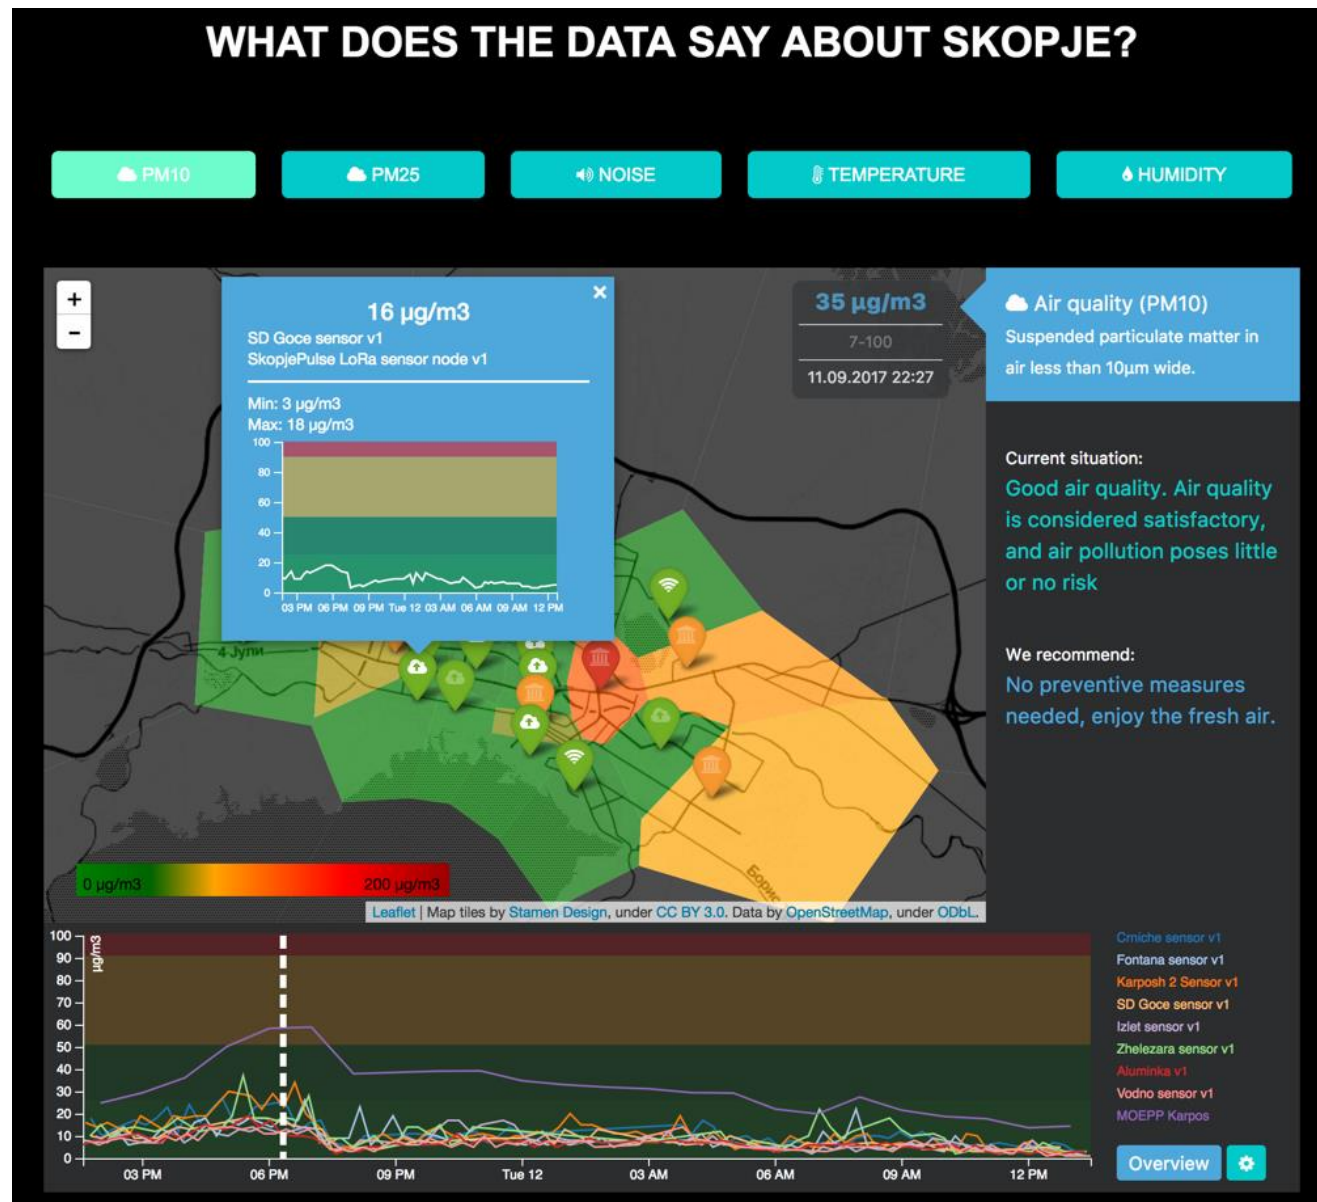 WHAT DOES THE DATA SAY ABOUT SKOPJE?
PM10
PM25
NOISE
TEMPERATURE
HUMIDITY
+
−
×
16 µg/m3
SD Goce sensor v1
SkopjePulse LoRa sensor node v1
Min: 3 µg/m3
Max: 18 µg/m3
100
80
60
40
20
0
03 PM 06 PM 09 PM Tue 12 03 AM 06 AM 09 AM 12 PM
35 µg/m3
7-100
11.09.2017 22:27
Air quality (PM10)
Suspended particulate matter in
air less than 10µm wide.
Current situation:
Good air quality. Air quality
is considered satisfactory,
and air pollution poses little
or no risk
We recommend:
No preventive measures
needed, enjoy the fresh air.
4 Јули
Борис
0 µg/m3
200 µg/m3
Leaflet | Map tiles by Stamen Design, under CC BY 3.0. Data by OpenStreetMap, under ODbL.
µg/m3
100
90
80
70
60
50
40
30
20
10
0
03 PM 06 PM 09 PM Tue 12 03 AM 06 AM 09 AM 12 PM
Crniche sensor v1
Fontana sensor v1
Karposh 2 Sensor v1
SD Goce sensor v1
Izlet sensor v1
Zhelezara sensor v1
Aluminka v1
Vodno sensor v1
MOEPP Karpos
Overview